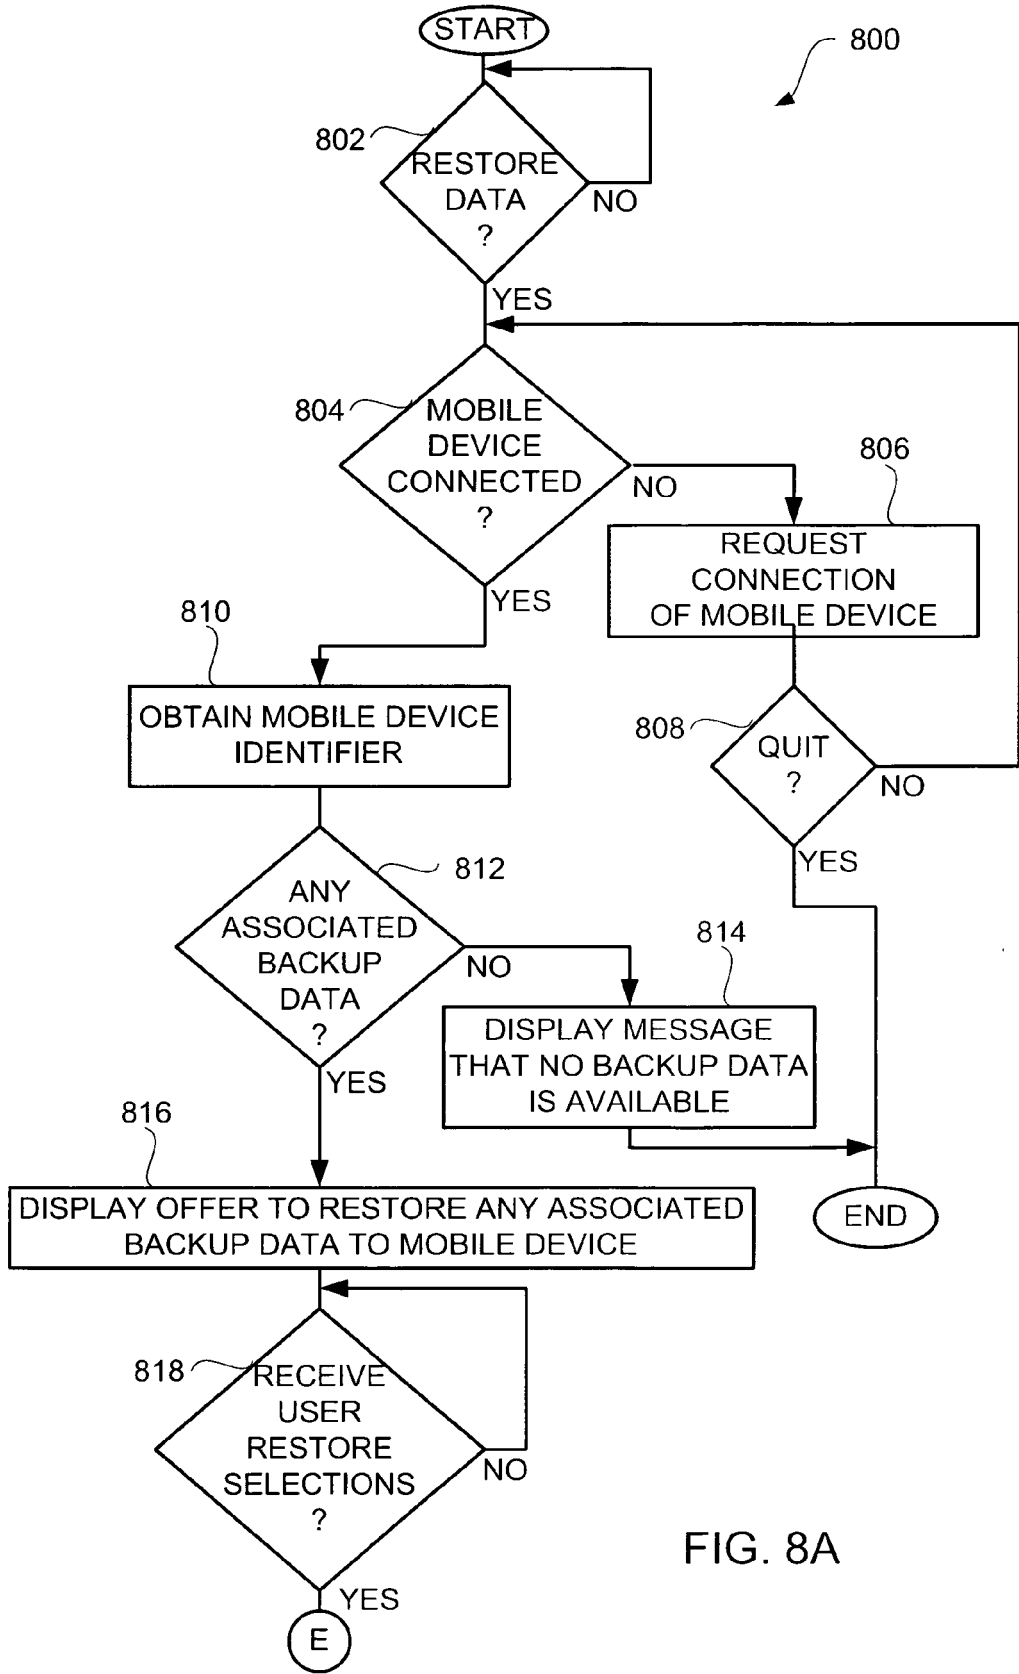 START
800
802
RESTORE
DATA
?
NO
YES
804
MOBILE
DEVICE
CONNECTED
?
NO
806
REQUEST
CONNECTION
OF MOBILE DEVICE
YES
810
OBTAIN MOBILE DEVICE
IDENTIFIER
808
QUIT
?
NO
YES
812
ANY
ASSOCIATED
BACKUP
DATA
?
NO
814
DISPLAY MESSAGE
THAT NO BACKUP DATA
IS AVAILABLE
YES
816
DISPLAY OFFER TO RESTORE ANY ASSOCIATED
BACKUP DATA TO MOBILE DEVICE
END
818
RECEIVE
USER
RESTORE
SELECTIONS
?
NO
YES
E
FIG. 8A